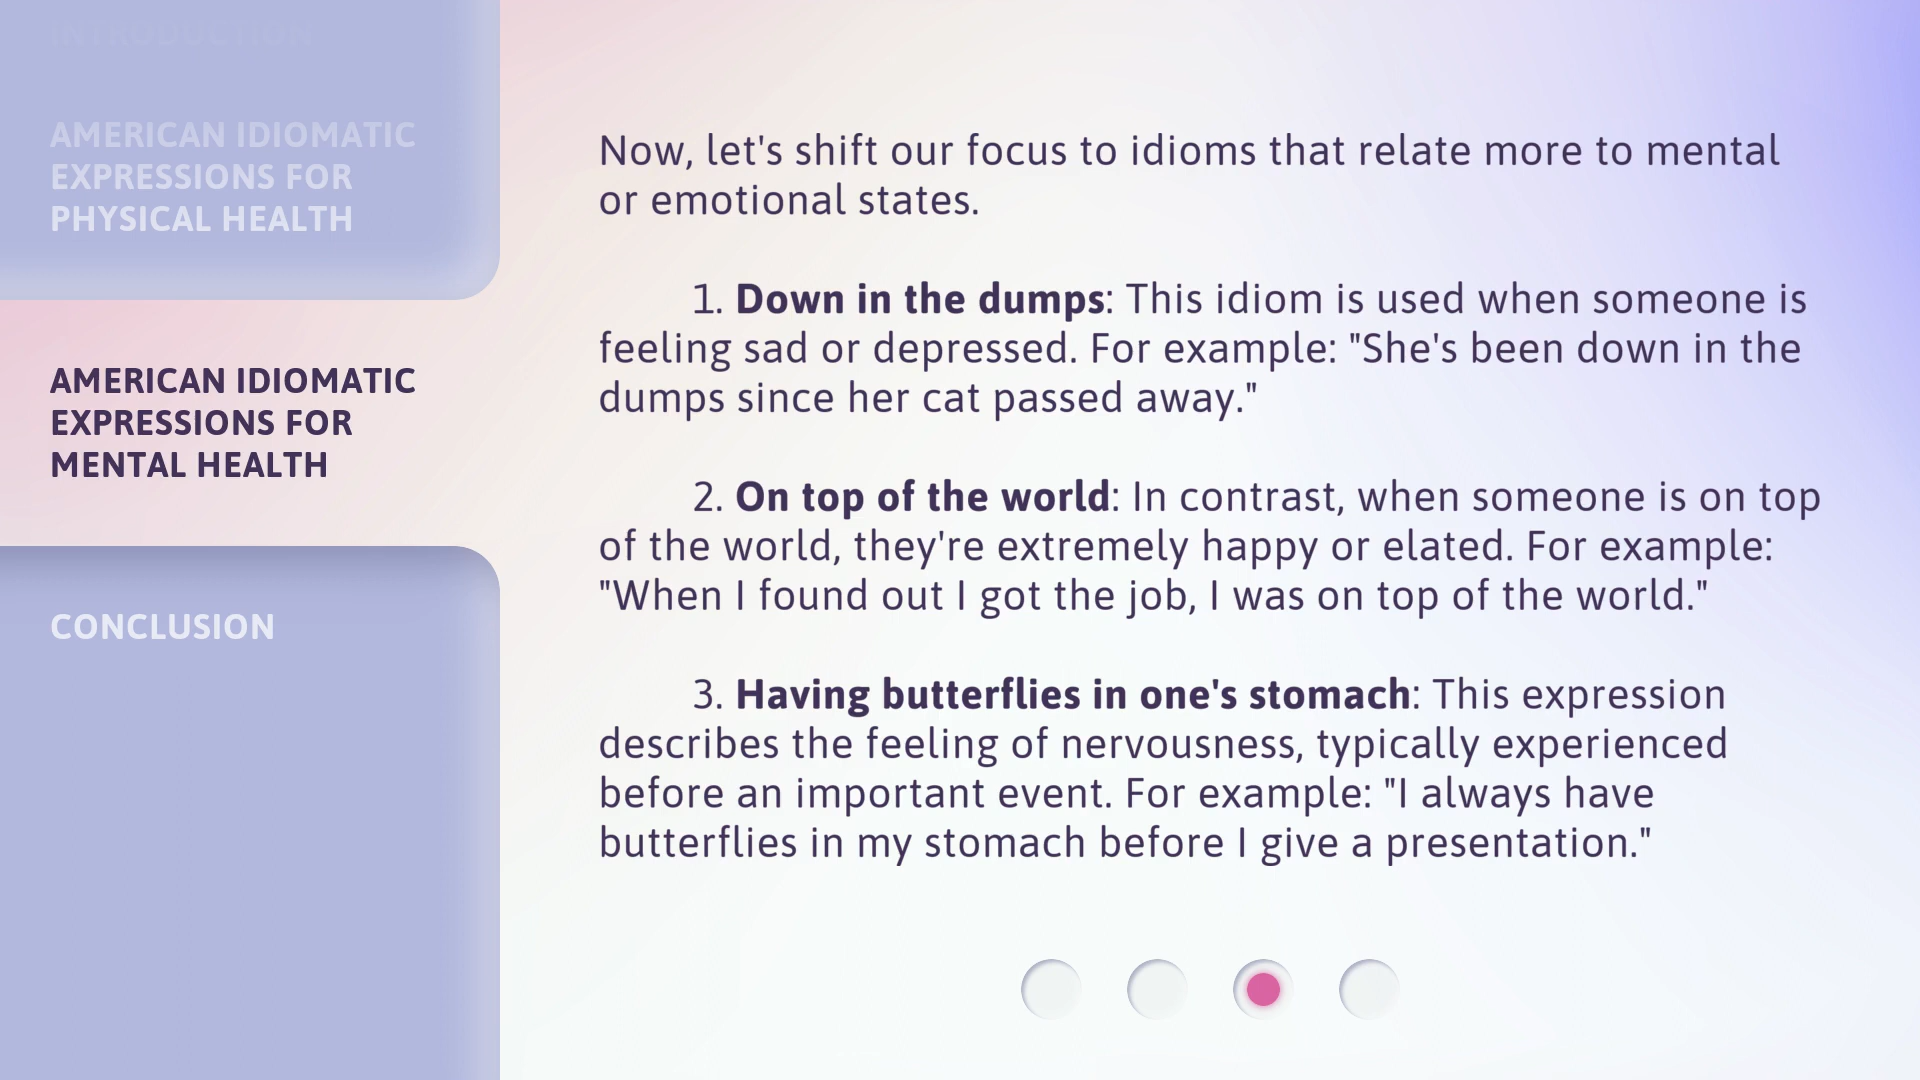 INTRODUCTION
AMERICAN IDIOMATIC
EXPRESSIONS FOR
PHYSICAL HEALTH
AMERICAN IDIOMATIC
EXPRESSIONS FOR
MENTAL HEALTH
CONCLUSION
Now, let's shift our focus to idioms that relate more to mental
or emotional states.
1. Down in the dumps: This idiom is used when someone is
feeling sad or depressed. For example: "She's been down in the
dumps since her cat passed away."
2. On top of the world: In contrast, when someone is on top
of the world, they're extremely happy or elated. For example:
"When I found out I got the job, I was on top of the world."
3. Having butterflies in one's stomach: This expression
describes the feeling of nervousness, typically experienced
before an important event. For example: "I always have
butterflies in my stomach before I give a presentation."